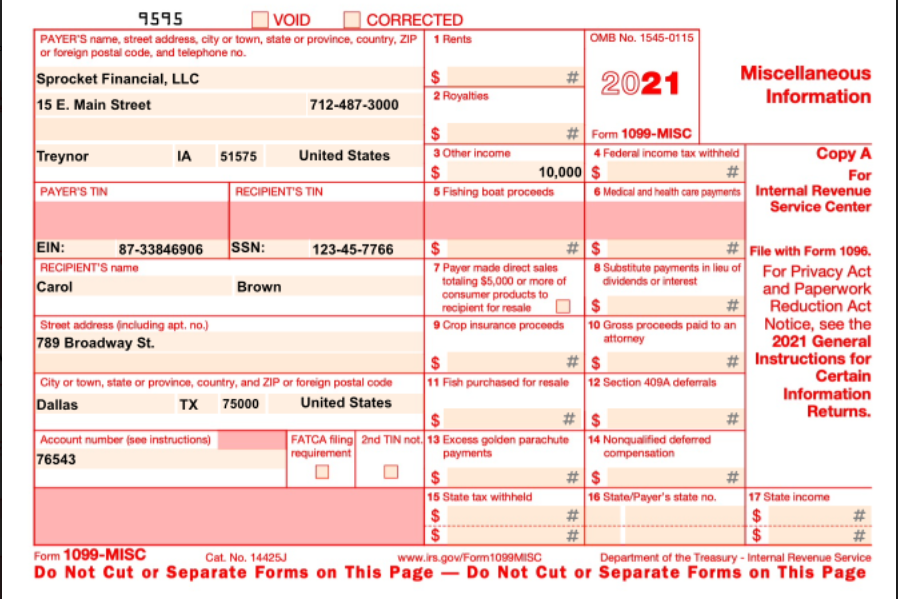 9595 VOID CORRECTED
PAYER'S name, street address, city or town, state or province, country, ZIP
or foreign postal code, and telephone no.
Sprocket Financial, LLC
15 E. Main Street 712-487-3000
Treynor IA 51575 United States
1 Rents
$ #
2 Royalties
$ #
OMB No. 1545-0115
2021
Form 1099-MISC
Miscellaneous
Information
3 Other income
$ 10,000
4 Federal income tax withheld
$ #
Copy A
For
Internal Revenue
Service Center
File with Form 1096.
For Privacy Act
and Paperwork
Reduction Act
Notice, see the
2021 General
Instructions for
Certain
Information
Returns.
PAYER'S TIN
EIN: 87-33846906
RECIPIENT'S TIN
SSN: 123-45-7766
5 Fishing boat proceeds
$ #
6 Medical and health care payments
$ #
RECIPIENT'S name
Carol Brown
7 Payer made direct sales
totaling $5,000 or more of
consumer products to
recipient for resale
8 Substitute payments in lieu of
dividends or interest
$ #
Street address (including apt. no.)
789 Broadway St.
9 Crop insurance proceeds
$ #
10 Gross proceeds paid to an
attorney
$ #
City or town, state or province, country, and ZIP or foreign postal code
Dallas TX 75000 United States
11 Fish purchased for resale
$ #
12 Section 409A deferrals
$ #
Account number (see instructions)
76543
FATCA filing
requirement
2nd TIN not.
13 Excess golden parachute
payments
$ #
14 Nonqualified deferred
compensation
$ #
15 State tax withheld
$ #
$ #
16 State/Payer's state no.
17 State income
$ #
$ #
Form 1099-MISC Cat. No. 14425J www.irs.gov/Form1099MISC Department of the Treasury - Internal Revenue Service
Do Not Cut or Separate Forms on This Page — Do Not Cut or Separate Forms on This Page